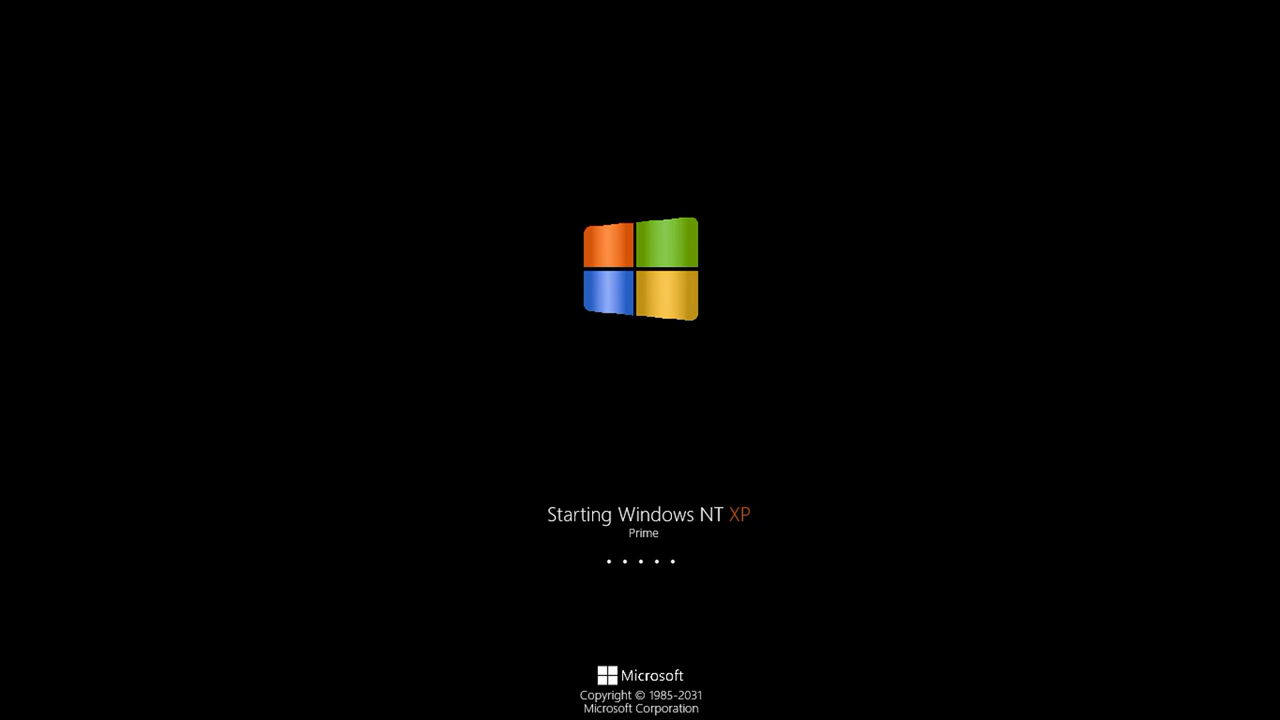 Starting Windows NT XP
Prime
Microsoft
Copyright © 1985-2031
Microsoft Corporation